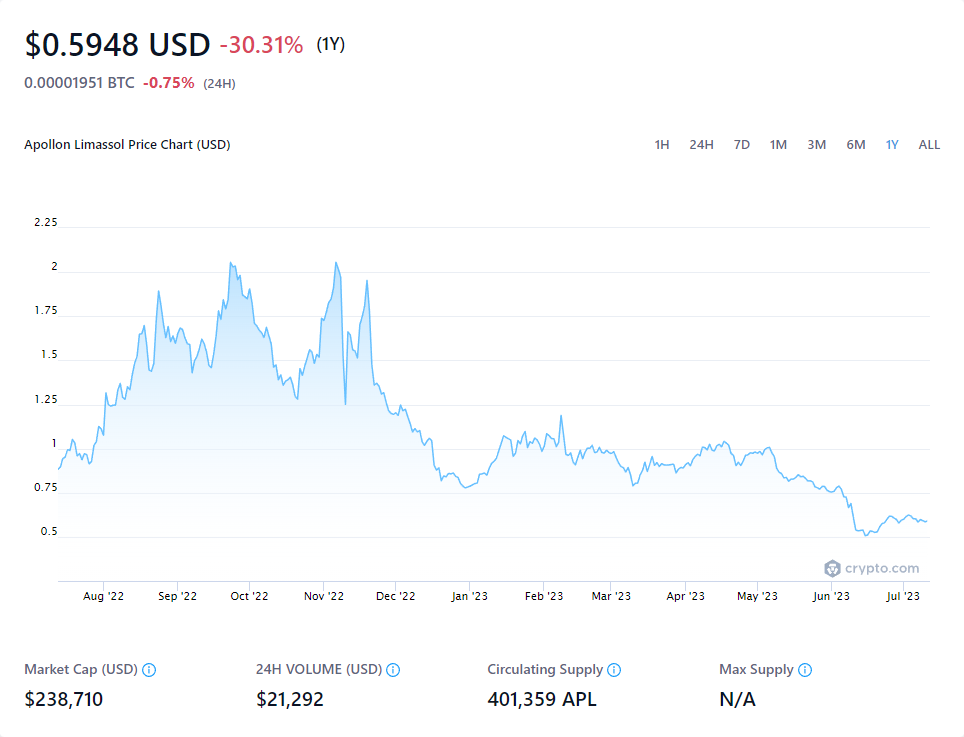 $0.5948 USD -30.31% (1Y)
0.00001951 BTC -0.75% (24H)
Apollon Limassol Price Chart (USD) 1H 24H 7D 1M 3M 6M 1Y ALL
2.25
2
1.75
1.5
1.25
1
0.75
0.5
crypto.com
Aug '22 Sep '22 Oct '22 Nov '22 Dec '22 Jan '23 Feb '23 Mar '23 Apr '23 May '23 Jun '23 Jul '23
Market Cap (USD) 24H VOLUME (USD) Circulating Supply Max Supply
$238,710 $21,292 401,359 APL N/A